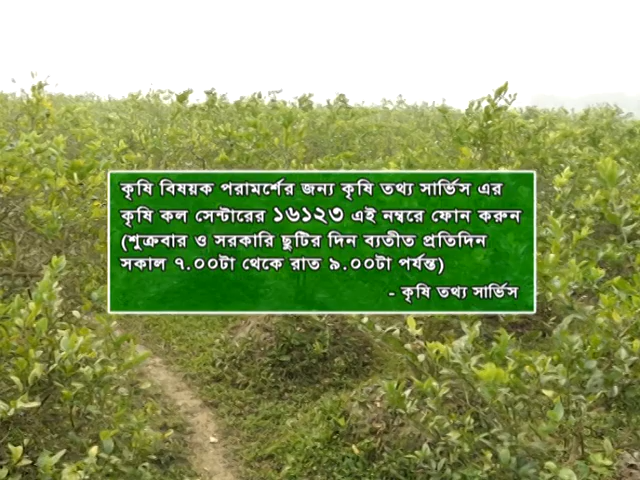 কৃষি বিষয়ক পরামর্শের জন্য কৃষি তথ্য সার্ভিস এর
কৃষি কল সেন্টারের ১৬১২৩ এই নম্বরে ফোন করুন
(শুক্রবার ও সরকারি ছুটির দিন ব্যতীত প্রতিদিন
সকাল ৭.০০টা থেকে রাত ৯.০০টা পর্যন্ত)
- কৃষি তথ্য সার্ভিস